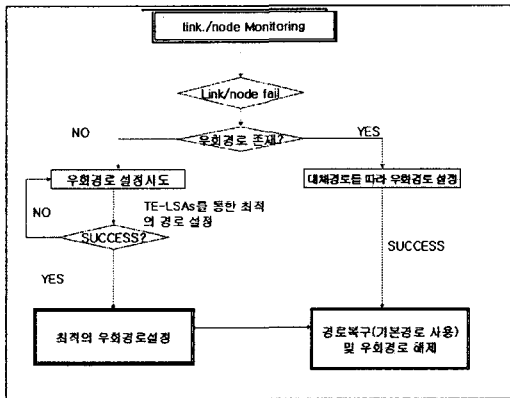 link./node Monitoring
Link/node fail
NO
YES
우회경로 존재?
우회경로 설정시도
대체경로를 따라 우회경로 설정
NO
TE-LSAs를 통한 최적
의 경로 설정
SUCCESS?
SUCCESS
YES
최적의 우회경로설정
경로복구(기본경로 사용)
및 우회경로 해제